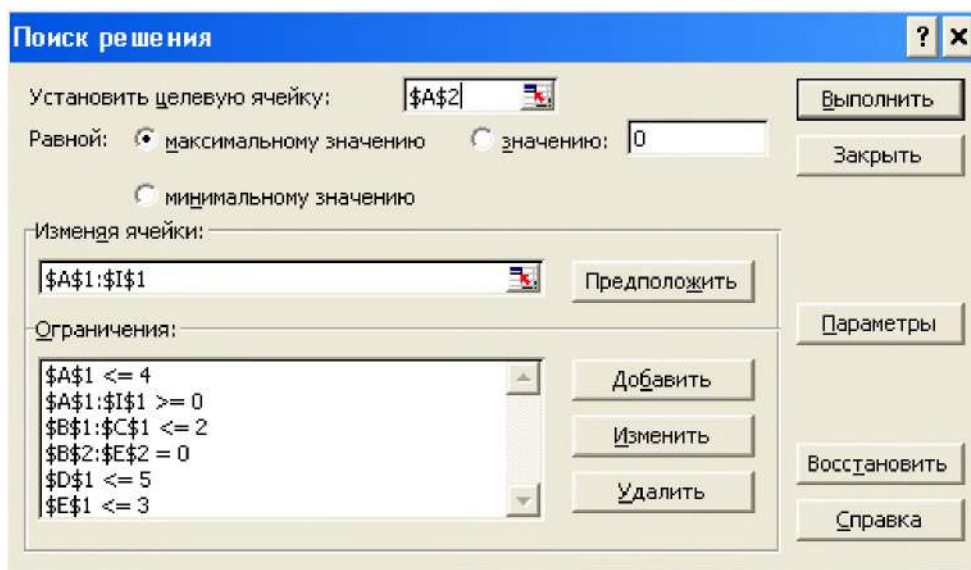 Поиск решения
Установить целевую ячейку: $A$2
Равной: максимальному значению значению: 0
минимальному значению
Изменяя ячейки:
$A$1:$I$1
Предположить
Ограничения:
$A$1 <= 4
$A$1:$I$1 >= 0
$B$1:$C$1 <= 2
$B$2:$E$2 = 0
$D$1 <= 5
$E$1 <= 3
Добавить
Изменить
Удалить
Выполнить
Закрыть
Параметры
Восстановить
Справка